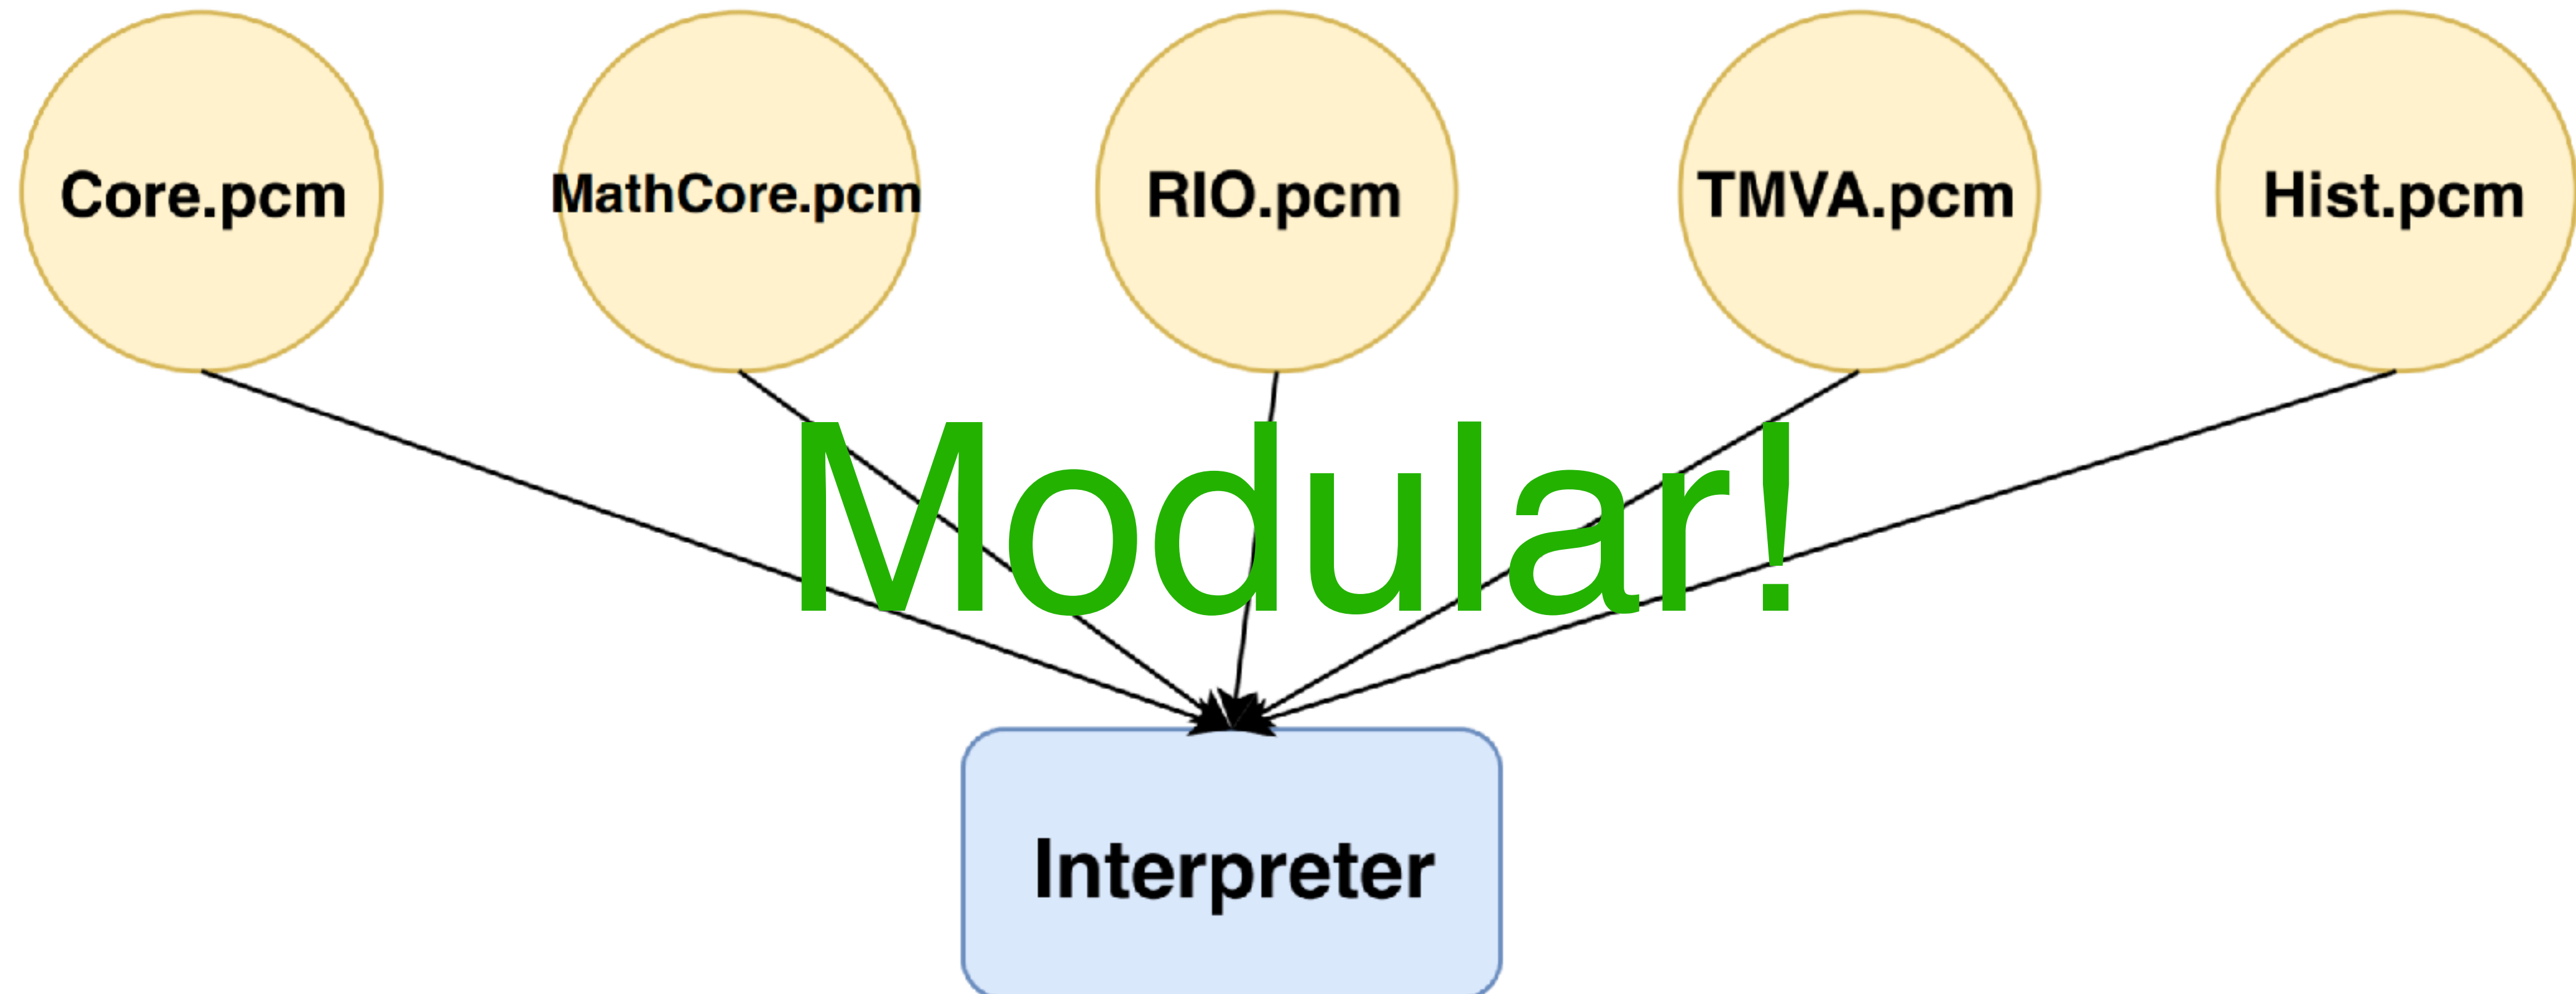 Core.pcm
MathCore.pcm
RIO.pcm
TMVA.pcm
Hist.pcm
Modular!
Interpreter